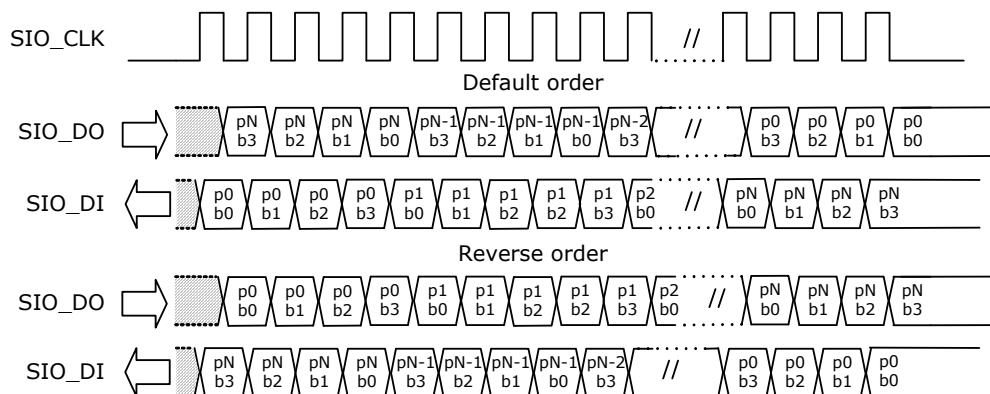 SIO_CLK //
Default order
pN pN pN pN pN-1 pN-1 pN-1 pN-1 pN-2 p0 p0 p0 p0
SIO_DO //
b3 b2 b1 b0 b3 b2 b1 b0 b3 b3 b2 b1 b0
p0 p0 p0 p0 p1 p1 p1 p1 p1 p2 pN pN pN pN
SIO_DI //
b0 b1 b2 b3 b0 b1 b2 b2 b3 b0 b0 b1 b2 b3
Reverse order
p0 p0 p0 p0 p1 p1 p1 p1 p1 p2 pN pN pN pN
SIO_DO //
b0 b1 b2 b3 b0 b1 b2 b2 b3 b0 b0 b1 b2 b3
pN pN pN pN pN-1 pN-1 pN-1 pN-1 pN-2 p0 p0 p0 p0
SIO_DI //
b3 b2 b1 b0 b3 b2 b1 b0 b3 b3 b2 b1 b0